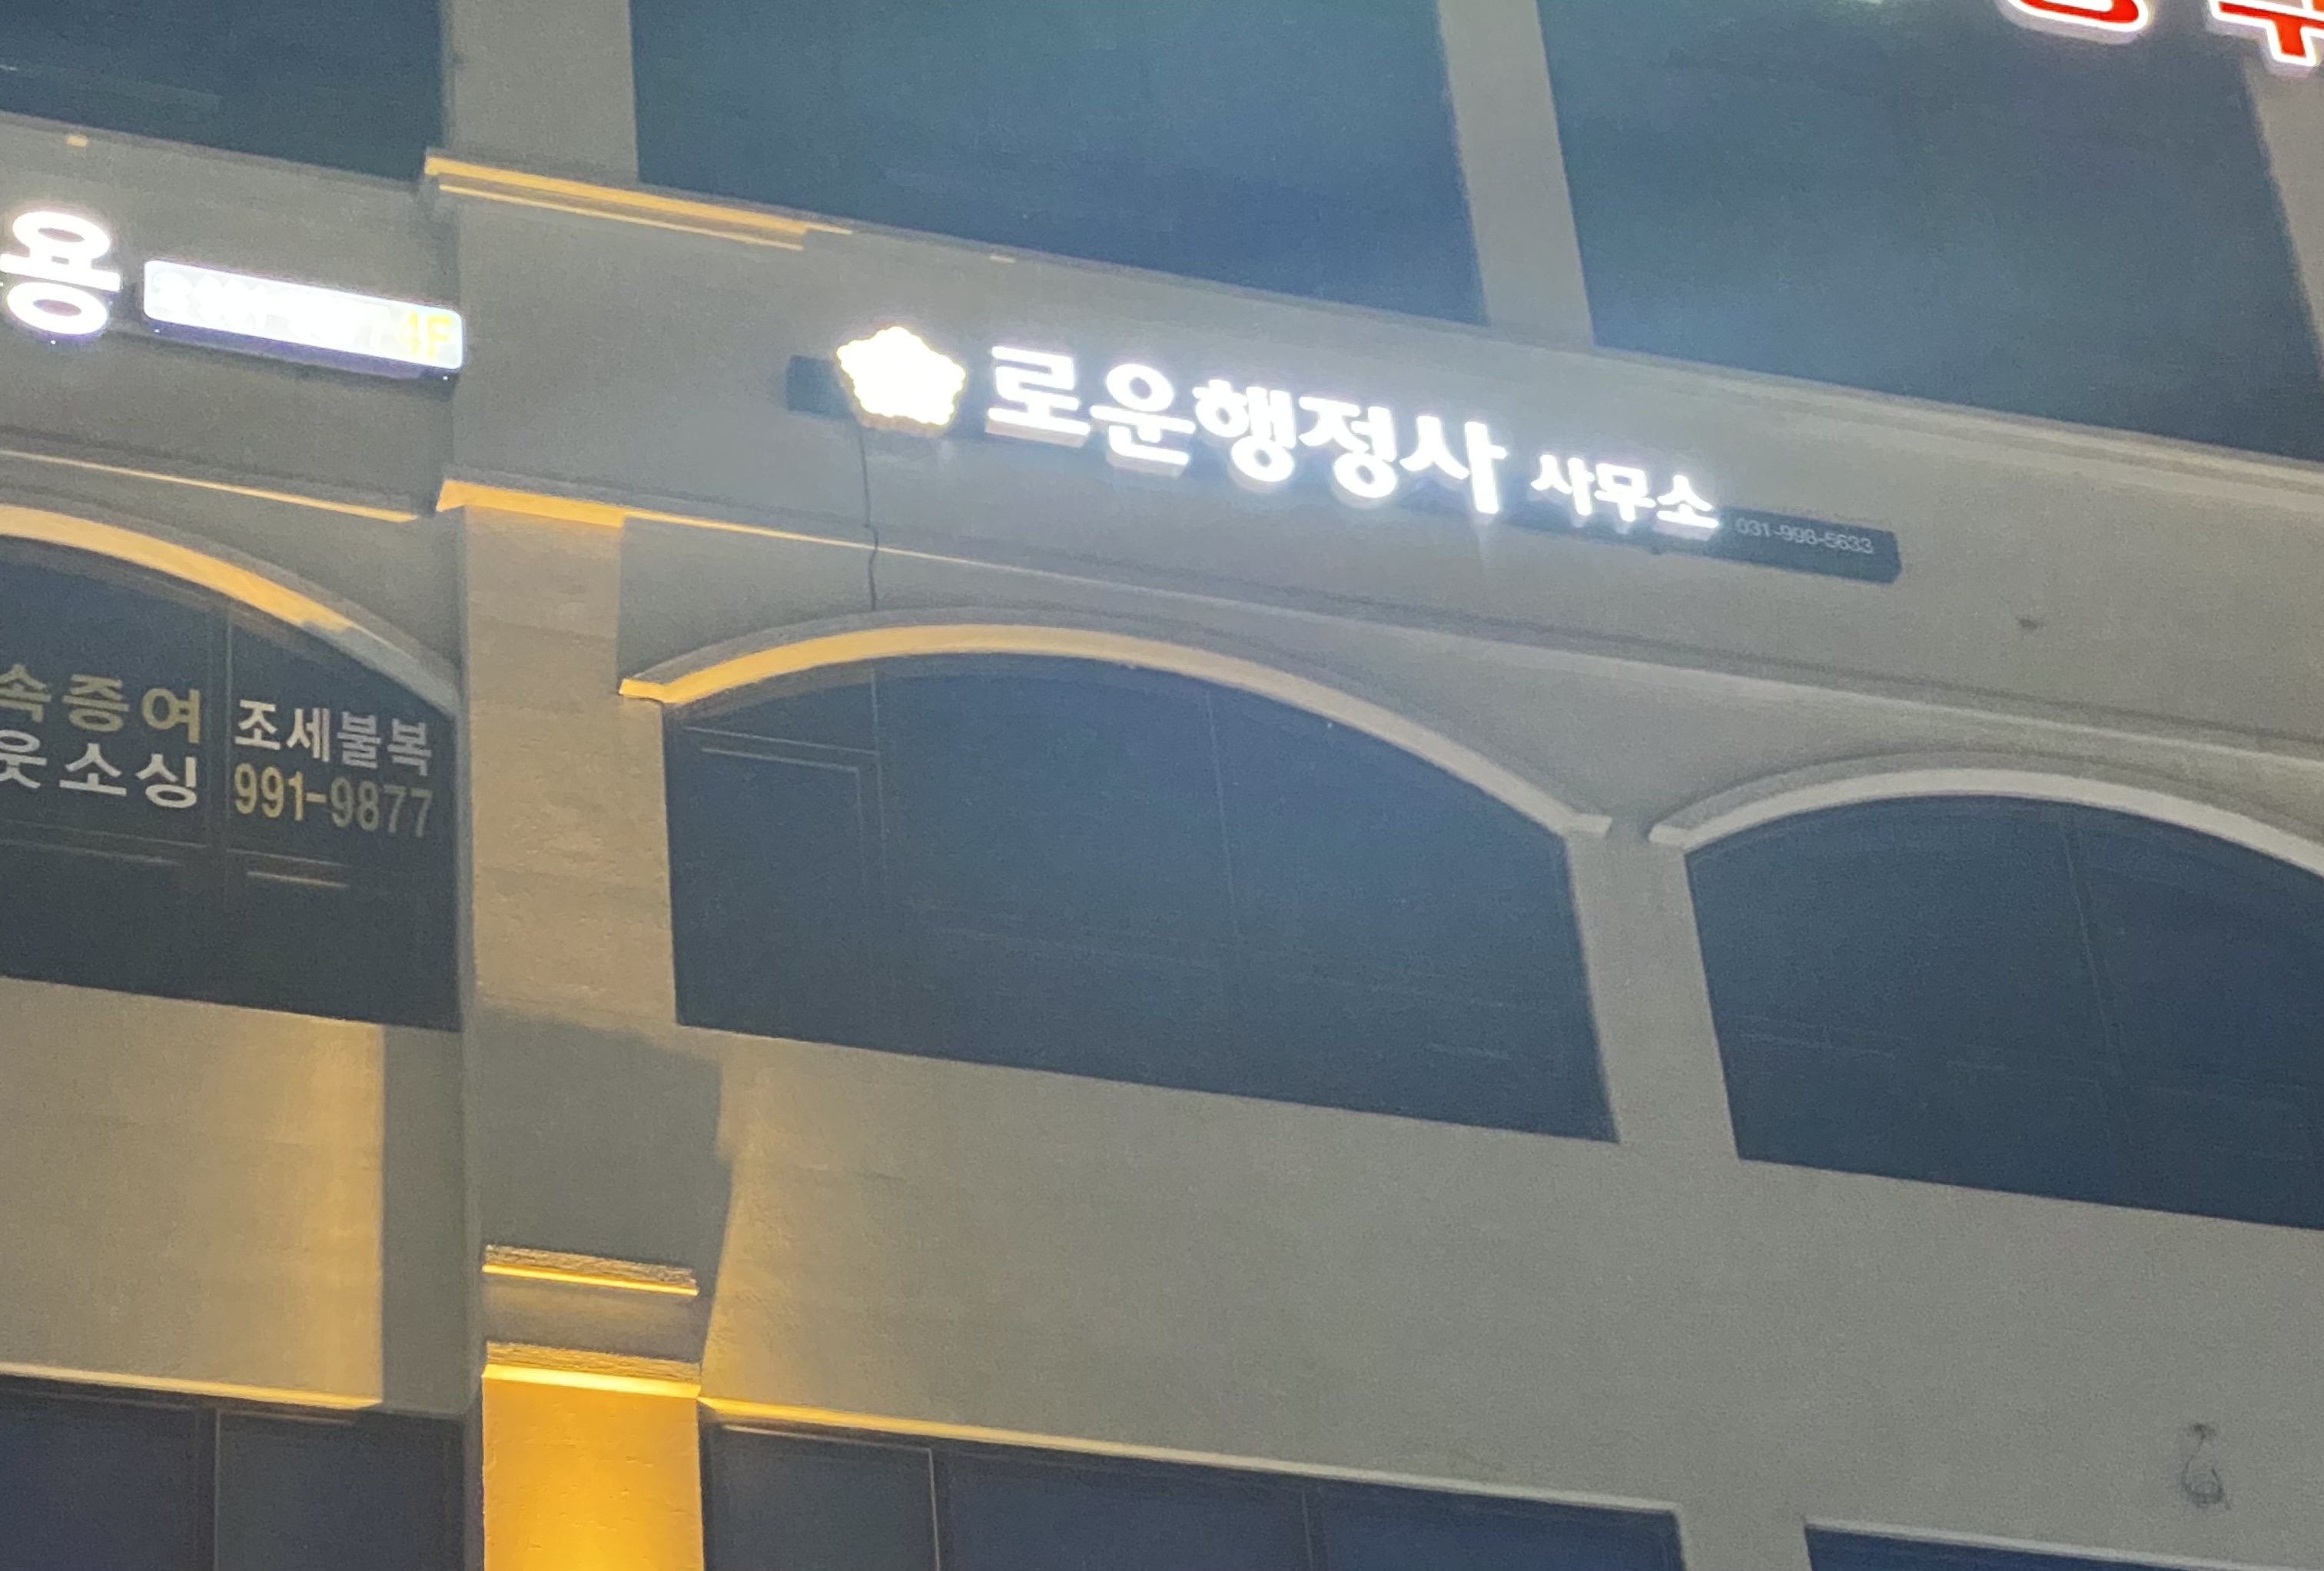 용
4F
로운행정사 사무소
031-998-5633
속증여 조세불복
웃소싱 991-9877